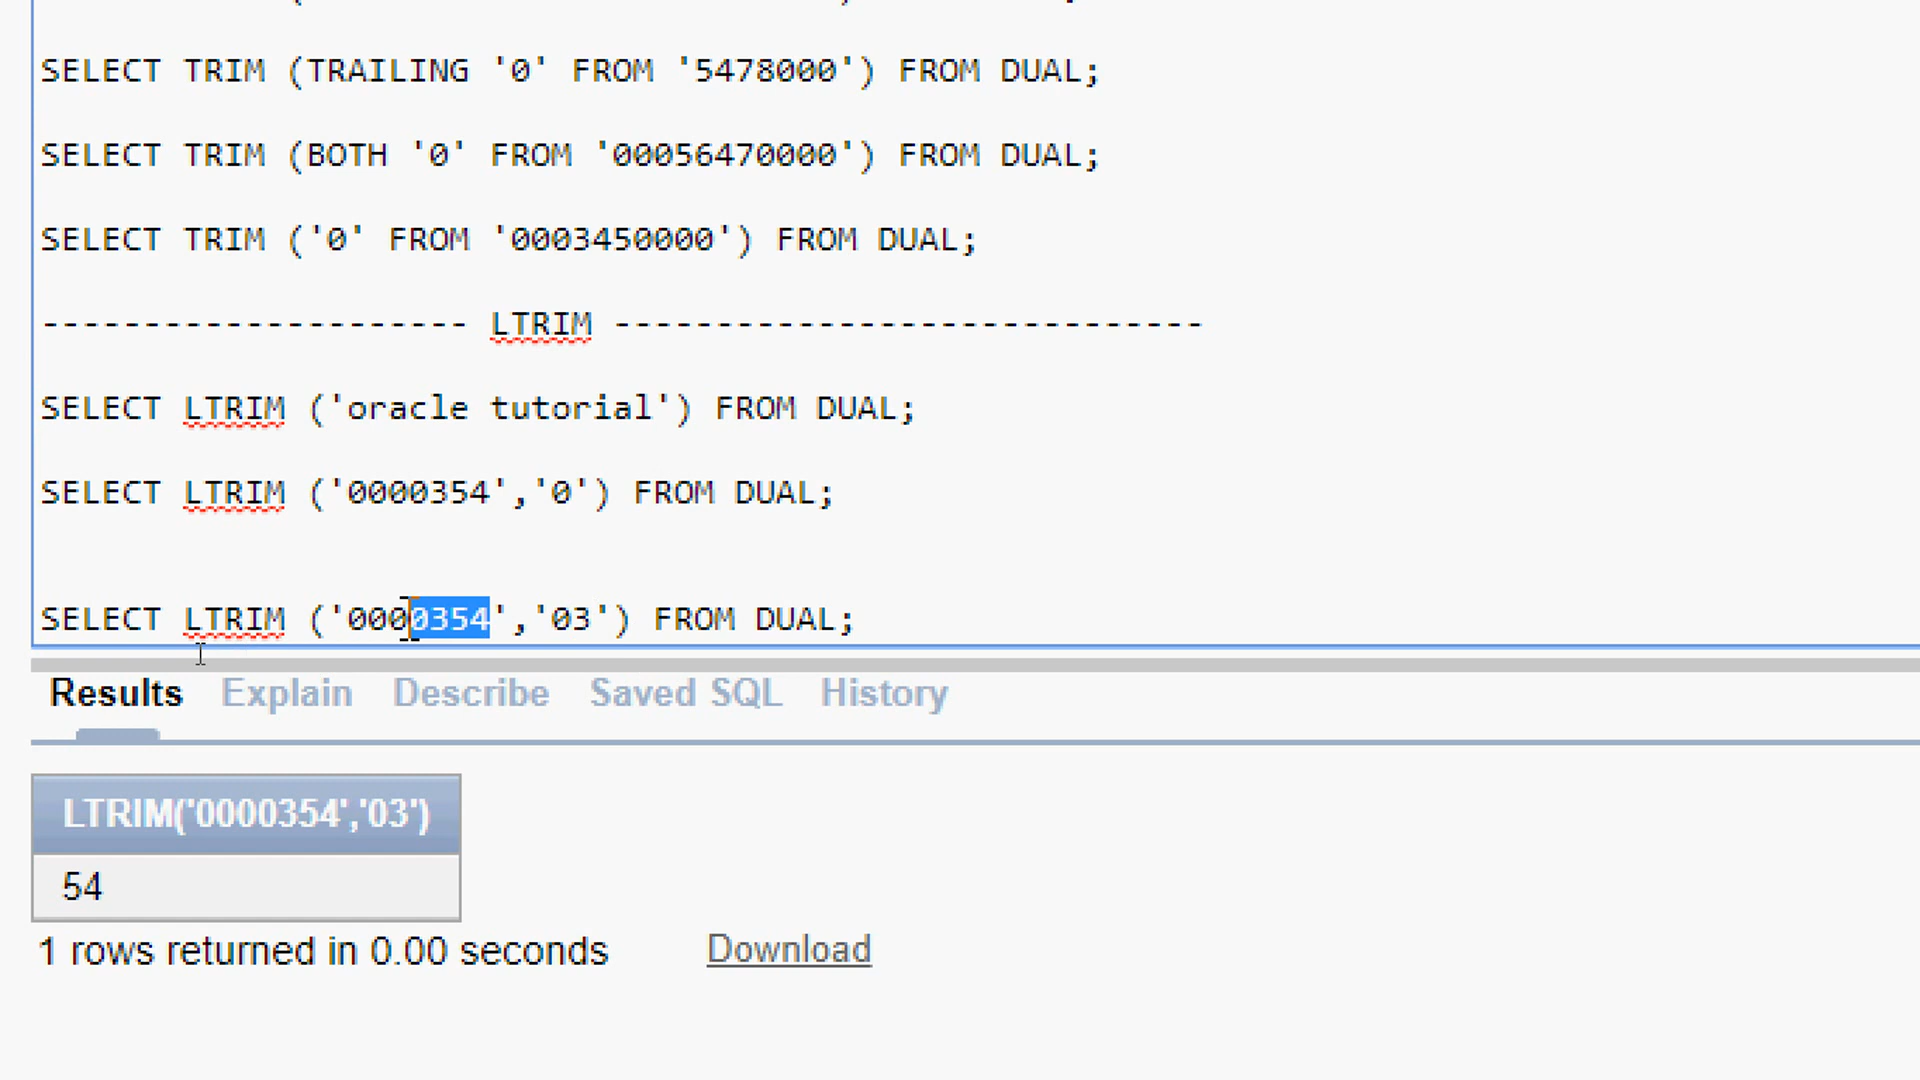 SELECT TRIM (TRAILING '0' FROM '5478000') FROM DUAL;
SELECT TRIM (BOTH '0' FROM '00056470000') FROM DUAL;
SELECT TRIM ('0' FROM '0003450000') FROM DUAL;
--------------------- LTRIM -----------------------------
SELECT LTRIM ('oracle tutorial') FROM DUAL;
SELECT LTRIM ('0000354','0') FROM DUAL;
SELECT LTRIM ('0000354','03') FROM DUAL;
Results Explain Describe Saved SQL History
LTRIM('0000354','03')
54
1 rows returned in 0.00 seconds Download